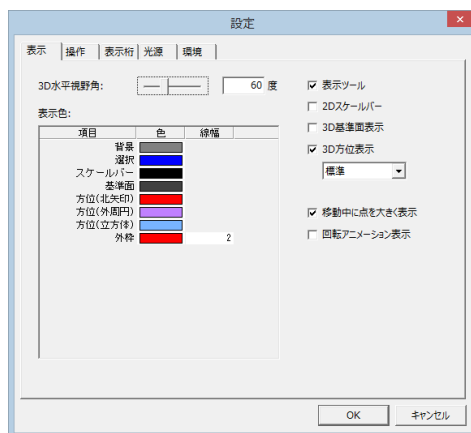 設定
表示 操作 表示桁 光源 環境
3D水平視野角: 60 度
表示色:
項目 色 線幅
背景
選択
スケールバー
基準面
方位(北矢印)
方位(外周円)
方位(立方体)
外枠 2
表示ツール
2Dスケールバー
3D基準面表示
3D方位表示
標準
移動中に点を大きく表示
回転アニメーション表示
OK キャンセル